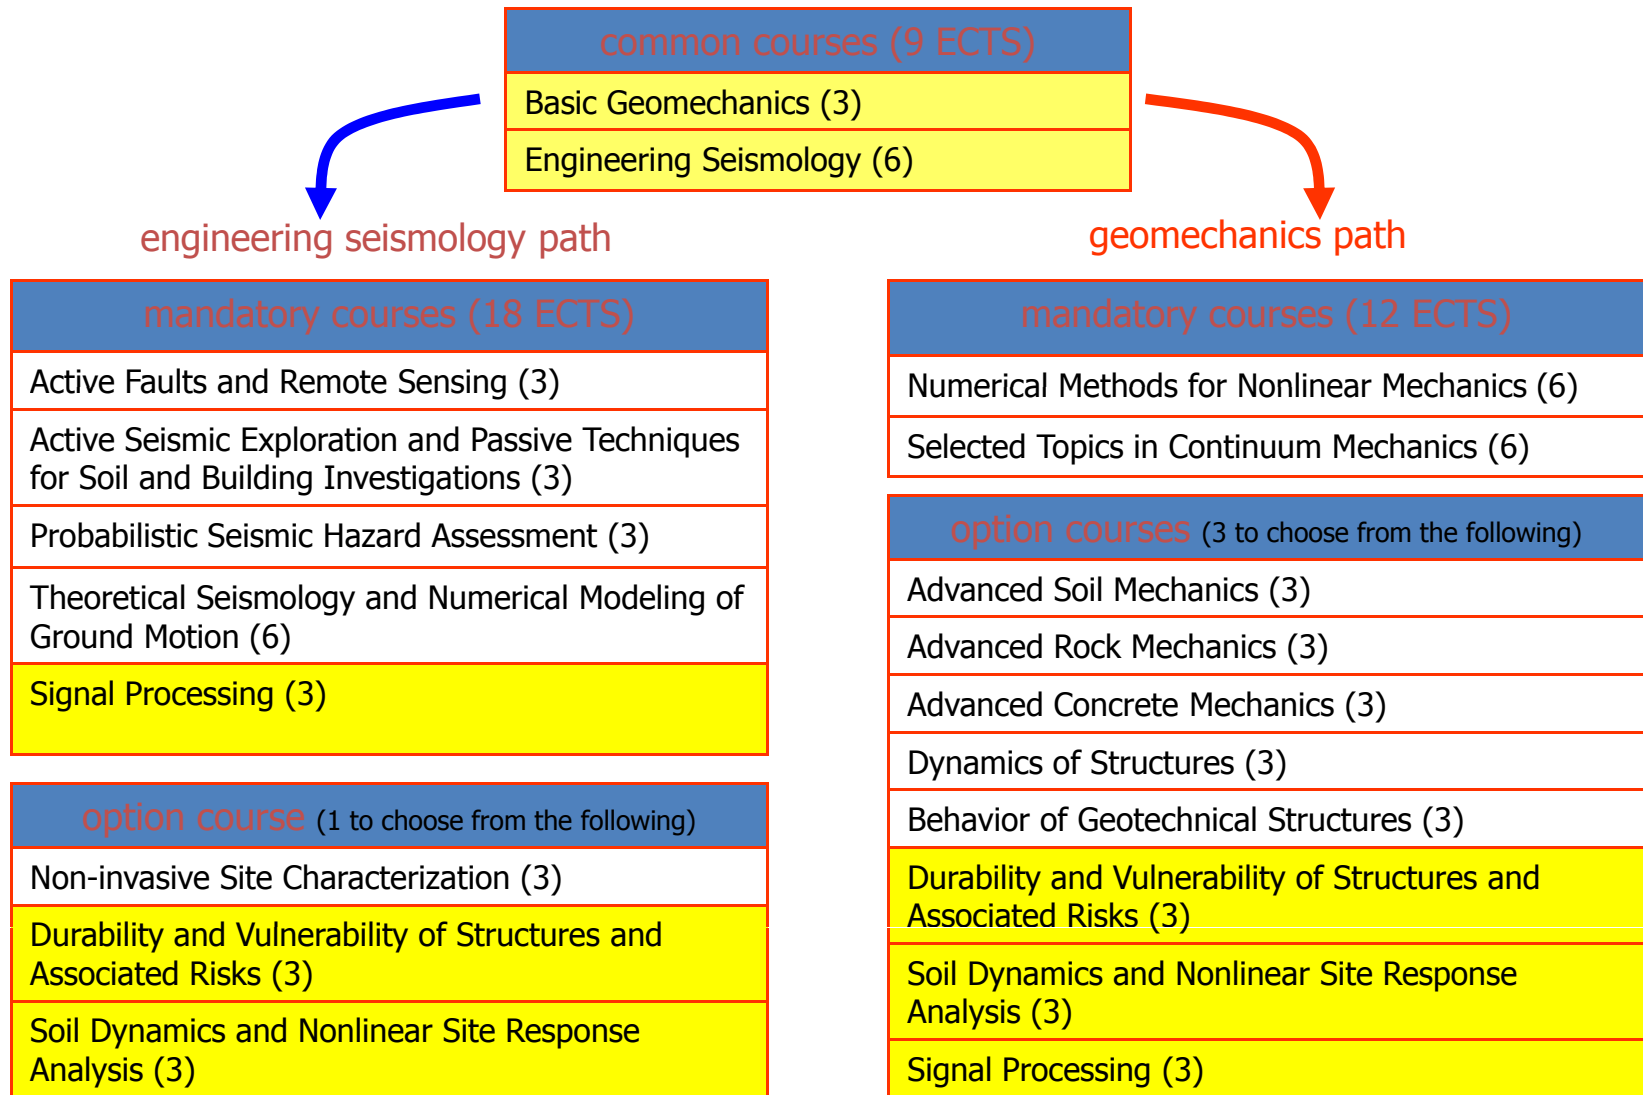 common courses (9 ECTS)
Basic Geomechanics (3)
Engineering Seismology (6)
engineering seismology path
mandatory courses (18 ECTS)
Active Faults and Remote Sensing (3)
Active Seismic Exploration and Passive Techniques
for Soil and Building Investigations (3)
Probabilistic Seismic Hazard Assessment (3)
Theoretical Seismology and Numerical Modeling of
Ground Motion (6)
Signal Processing (3)
option course (1 to choose from the following)
Non-invasive Site Characterization (3)
Durability and Vulnerability of Structures and
Associated Risks (3)
Soil Dynamics and Nonlinear Site Response
Analysis (3)
geomechanics path
mandatory courses (12 ECTS)
Numerical Methods for Nonlinear Mechanics (6)
Selected Topics in Continuum Mechanics (6)
option courses (3 to choose from the following)
Advanced Soil Mechanics (3)
Advanced Rock Mechanics (3)
Advanced Concrete Mechanics (3)
Dynamics of Structures (3)
Behavior of Geotechnical Structures (3)
Durability and Vulnerability of Structures and
Associated Risks (3)
Soil Dynamics and Nonlinear Site Response
Analysis (3)
Signal Processing (3)